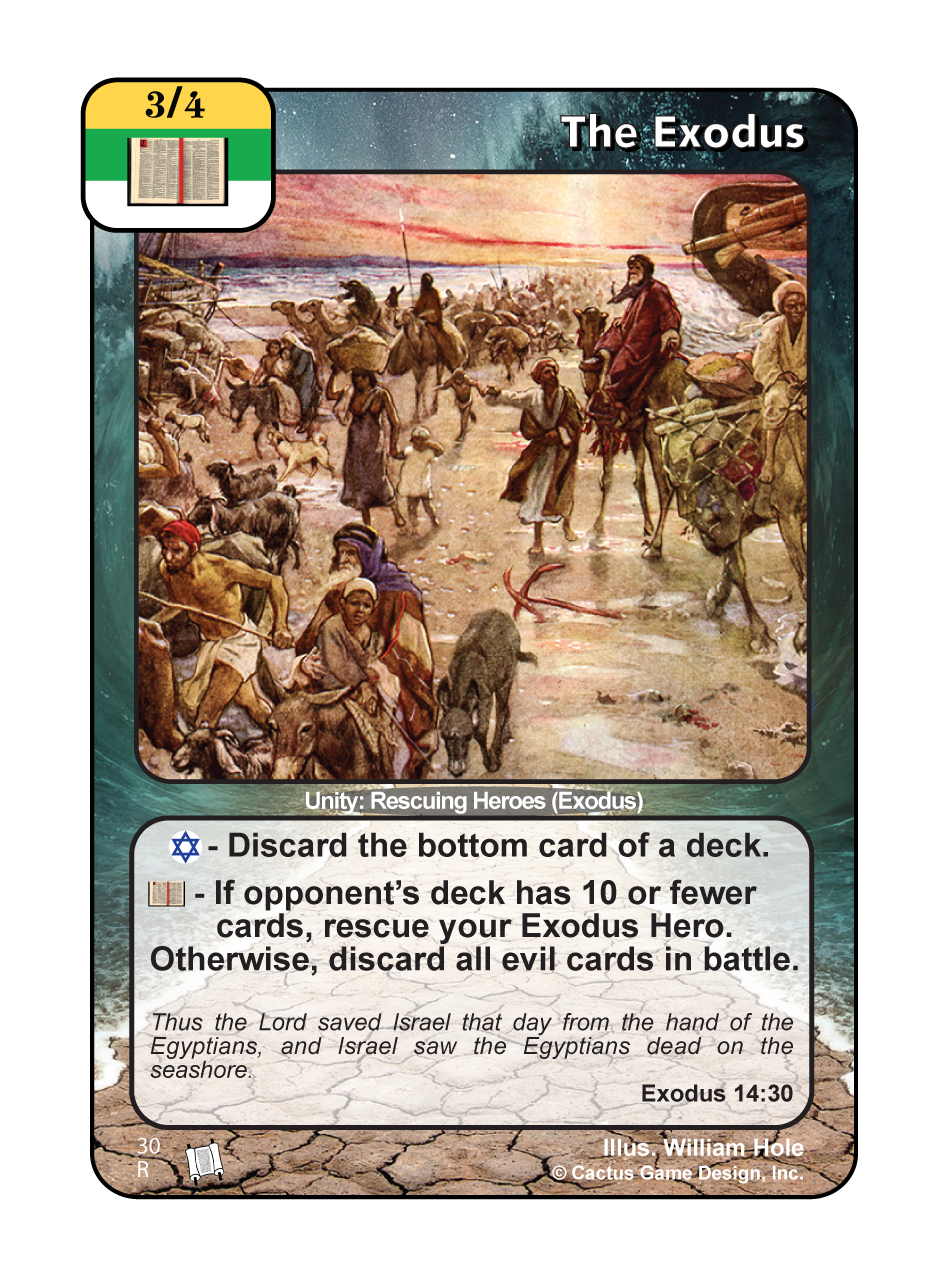 3/4
The Exodus
Unity: Rescuing Heroes (Exodus)
- Discard the bottom card of a deck.
- If opponent's deck has 10 or fewer
cards, rescue your Exodus Hero.
Otherwise, discard all evil cards in battle.
Thus the Lord saved Israel that day from the hand of the
Egyptians, and Israel saw the Egyptians dead on the
seashore.
Exodus 14:30
30
R
Illus. William Hole
© Cactus Game Design, Inc.